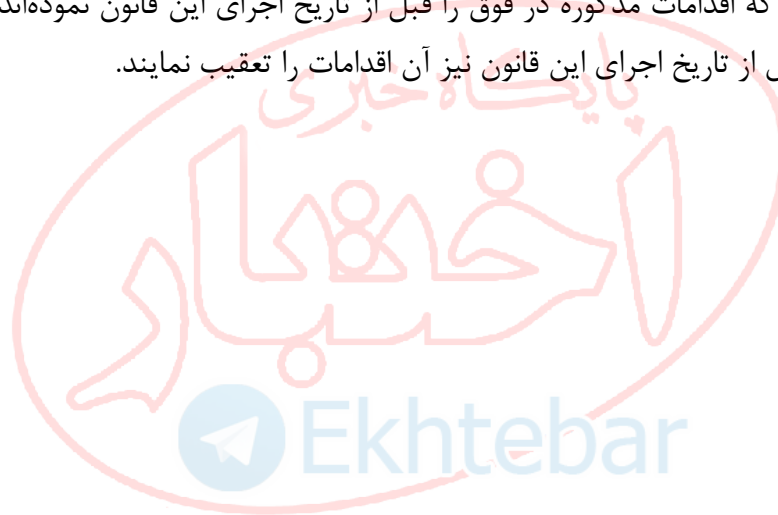 که اقدامات مذکوره در فوق را قبل از تاریخ اجرای این قانون نموده‌اند
از تاریخ اجرای این قانون نیز آن اقدامات را تعقیب نمایند.
پایگاه خبری
اختبار
Ekhtebar